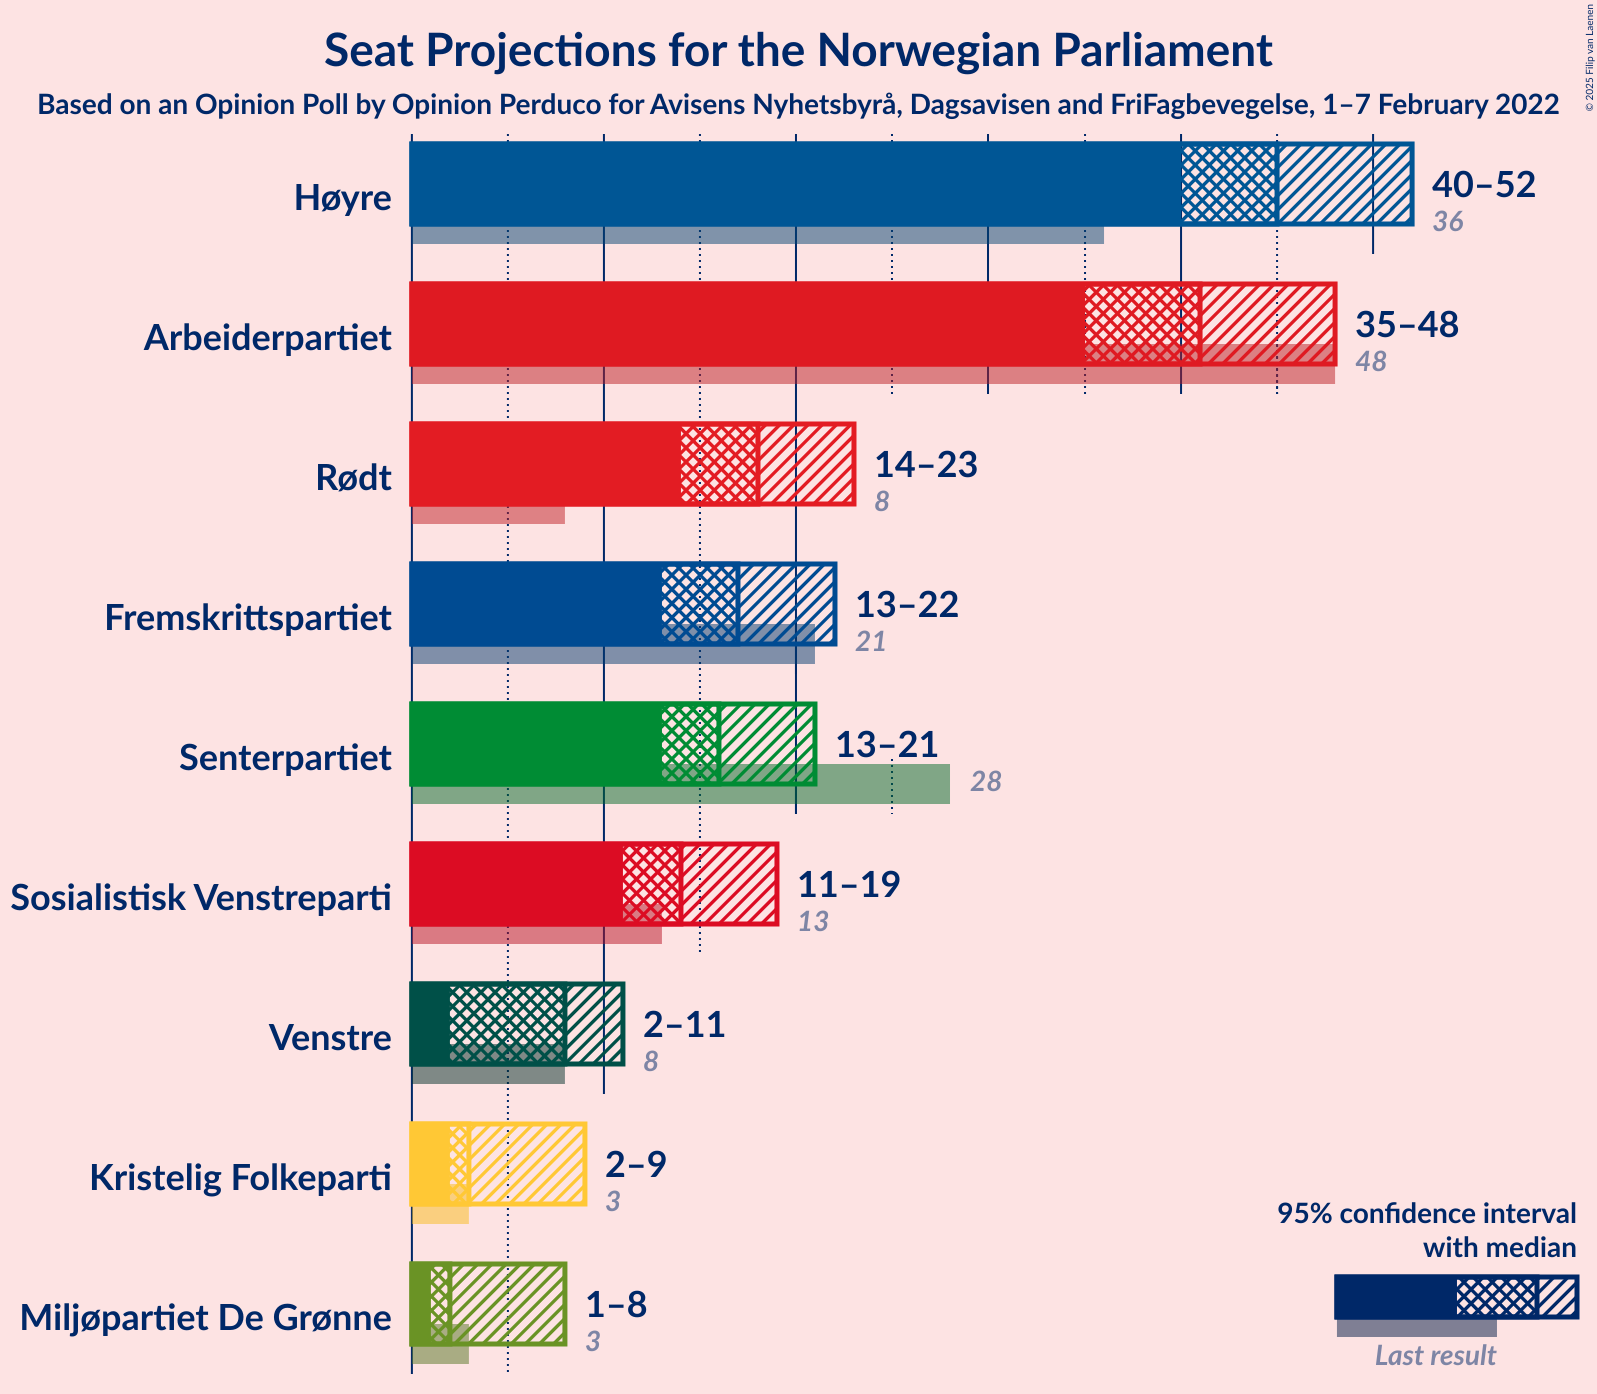 Seat Projections for the Norwegian Parliament
Based on an Opinion Poll by Opinion Perduco for Avisens Nyhetsbyrå, Dagsavisen and FriFagbevegelse, 1–7 February 2022
© 2025 Filip van Laenen
Høyre
40–52
36
Arbeiderpartiet
35–48
48
Rødt
14–23
8
Fremskrittspartiet
13–22
21
Senterpartiet
13–21
28
Sosialistisk Venstreparti
11–19
13
Venstre
2–11
8
Kristelig Folkeparti
2–9
3
Miljøpartiet De Grønne
1–8
3
95% confidence interval
with median
Last result